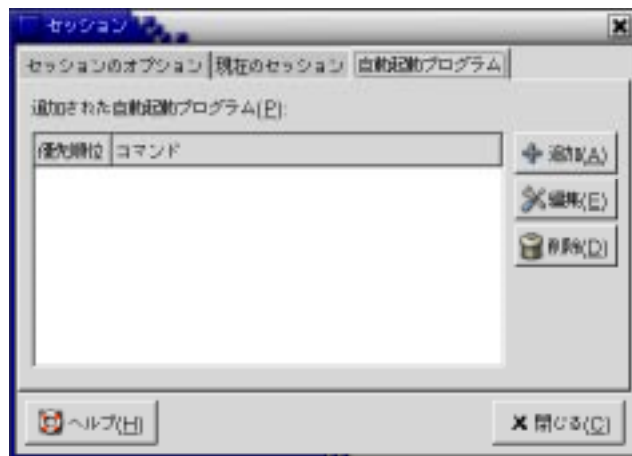 セッション
セッションのオプション 現在のセッション 自動起動プログラム
追加された自動起動プログラム(P):
優先順位 コマンド
追加(A)
編集(E)
削除(D)
ヘルプ(H)
閉じる(C)